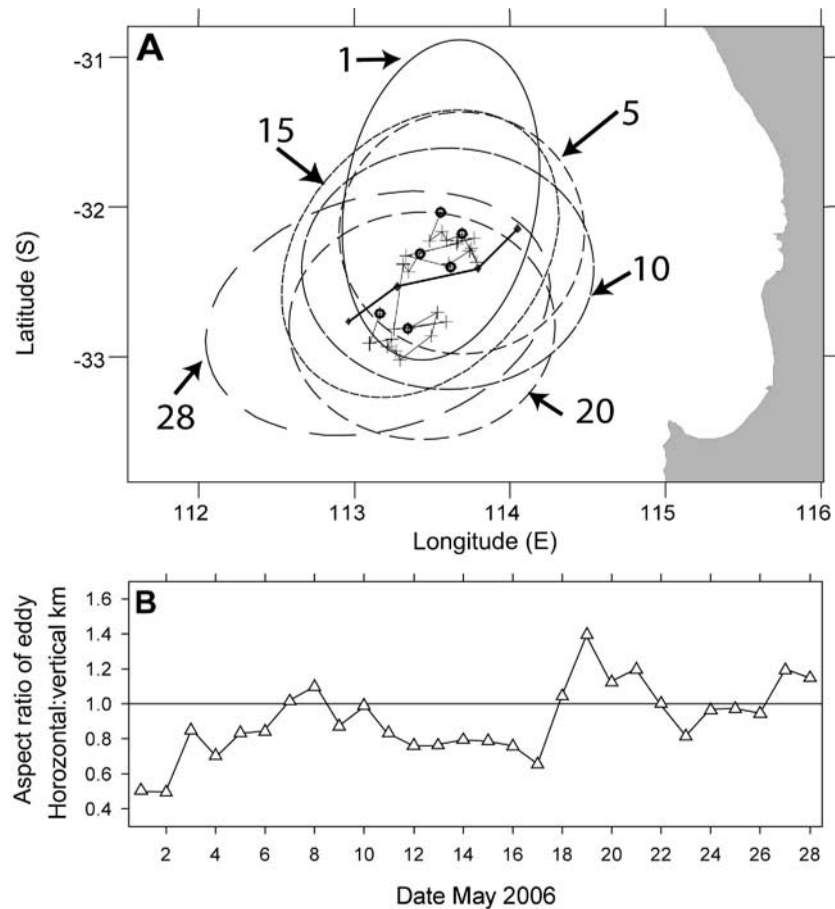 A
1
5
15
10
28
20
-31
-32
-33
Latitude (S)
112 113 114 115 116
Longitude (E)
B
1.6
1.4
1.2
1.0
0.8
0.6
0.4
Aspect ratio of eddy
Horozontal:vertical km
2 4 6 8 10 12 14 16 18 20 22 24 26 28
Date May 2006